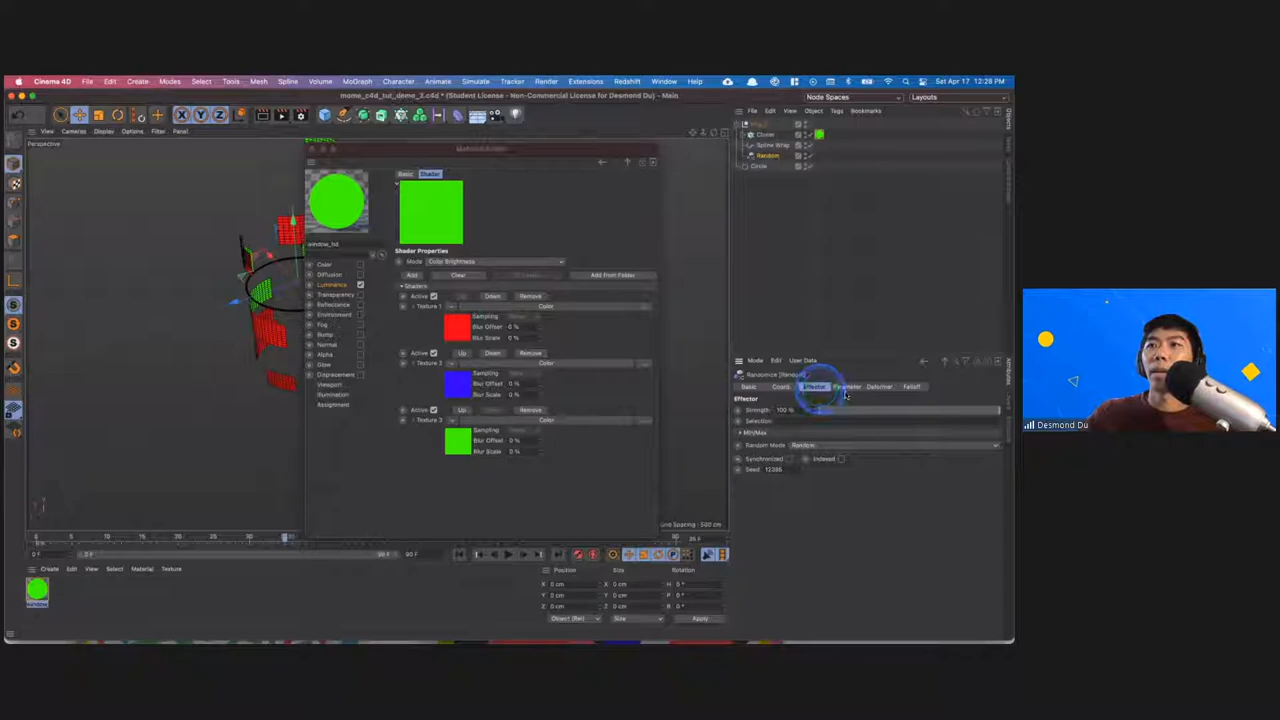 Cinema 4D File Edit Create Modes Select Tools Mesh Spline Volume MoGraph Character Animate Simulate Tracker Render Extensions Redshift Window Help Sat Apr 17 12:28 PM
(Student License - Non-Commercial License for Desmond Du) - Main
Node Spaces Layouts
View Cameras Display Options Filter Panel
Perspective
File Edit View Object Tags Bookmarks
Cloner
Spline Wrap
Random
Circle
Basic Shader
Shader Properties
Mode Color Brightness
Add Clear Add from Folder
Shaders
Active Down Remove
Texture 1 Color
Sampling
Blur Offset 0 %
Blur Scale 0 %
Active Up Down Remove
Texture 2 Color
Sampling
Blur Offset 0 %
Blur Scale 0 %
Active Up Remove
Texture 3 Color
Sampling
Blur Offset 0 %
Blur Scale 0 %
Color
Diffusion
Luminance
Transparency
Reflectance
Environment
Fog
Bump
Normal
Alpha
Glow
Displacement
Viewport
Illumination
Assignment
Mode Edit User Data
Basic Coord. Effector Parameter Deformer Falloff
Effector
Strength 100 %
Selection
Min/Max
Random Mode Random
Synchronized Indexed
Seed
Grid Spacing : 500 cm
0 5 10 15 20 25
0 F 90 F
Create Edit View Select Material Texture
Position Size Rotation
X 0 cm X 0 cm H 0 °
Y 0 cm Y 0 cm P 0 °
Z 0 cm Z 0 cm B 0 °
Object (Rel) Size Apply
Desmond Du